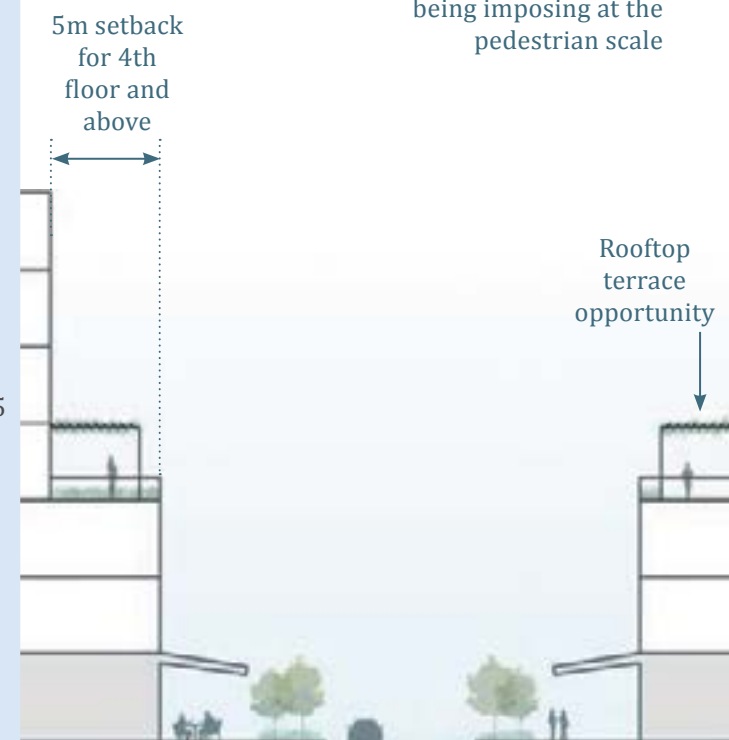 being imposing at the
pedestrian scale
5m setback
for 4th
floor and
above
Rooftop
terrace
opportunity